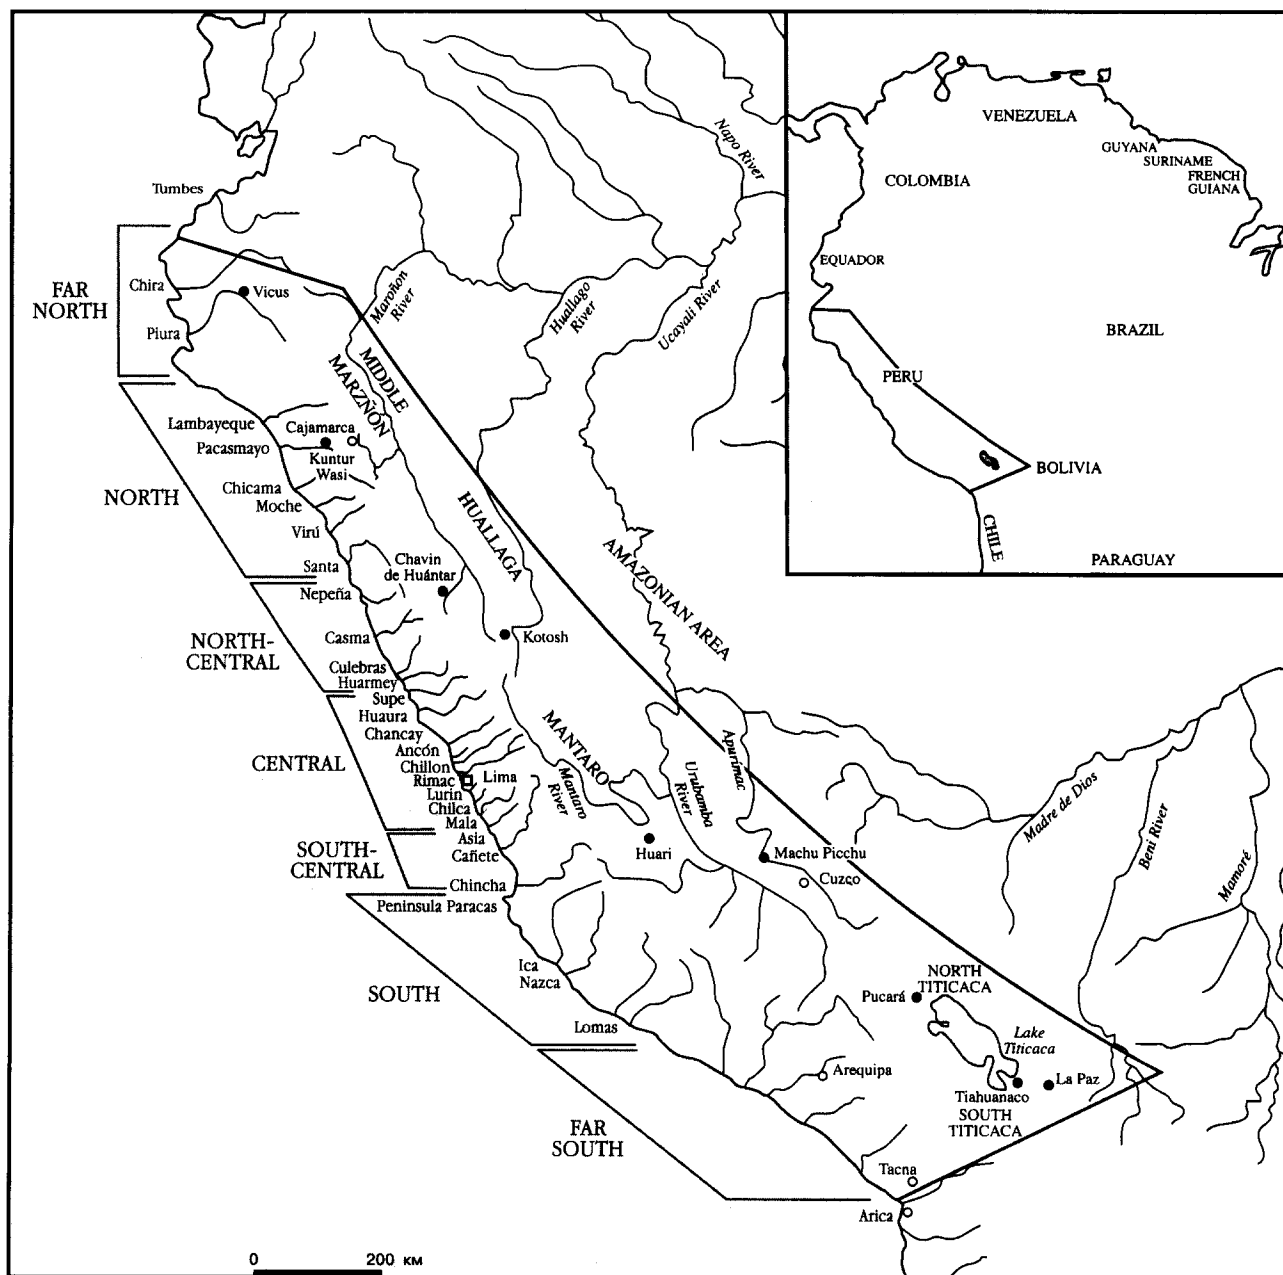 VENEZUELA
GUYANA
SURINAME
FRENCH
GUIANA
COLOMBIA
EQUADOR
BRAZIL
PERU
BOLIVIA
CHILE
PARAGUAY
Napo River
Tumbes
FAR
NORTH
Chira
Vicus
Piura
Maroñon
River
Huallago
River
Ucayali River
MIDDLE
MARZÑÓN
Lambayeque
Pacasmayo
Cajamarca
Kuntur
Wasi
NORTH
Chicama
Moche
Virú
Santa
HUALLAGA
AMAZONIAN AREA
Chavin
de Huántar
Nepeña
NORTH-
CENTRAL
Casma
Kotosh
Culebras
Huarmey
Supe
Huaura
Chancay
CENTRAL
Ancón
Chillon
Rimac
Lima
Lurin
Chilca
Mala
Asia
MANTARO
Mantaro
River
Urubamba
River
Apurimac
Madre de Dios
Beni River
Mamoré
SOUTH-
CENTRAL
Cañete
Huari
Machu Picchu
Cuzco
Chincha
Peninsula Paracas
SOUTH
Ica
Nazca
Lomas
NORTH
TITICACA
Pucará
Lake
Titicaca
Arequipa
La Paz
Tiahuanaco
SOUTH
TITICACA
FAR
SOUTH
Tacna
Arica
0 200 KM